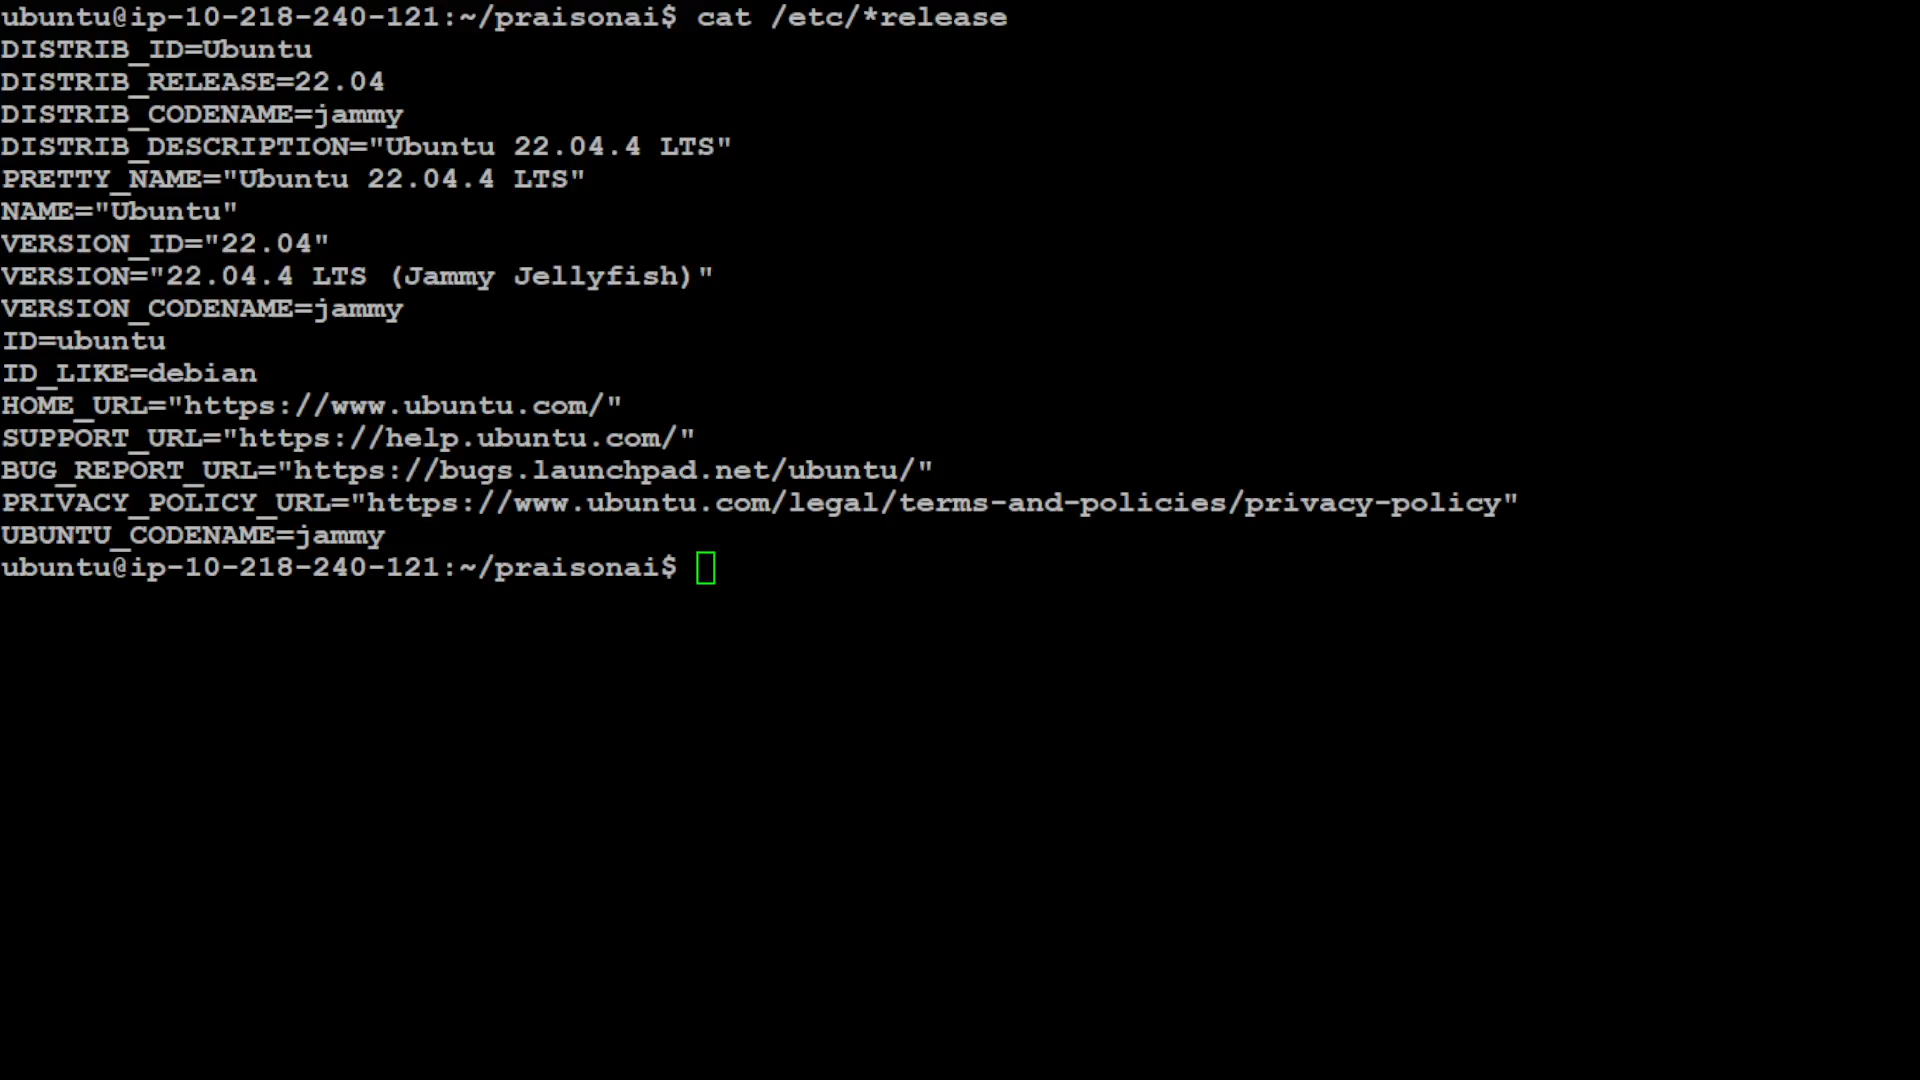 ubuntu@ip-10-218-240-121:~/praisonai$ cat /etc/*release
DISTRIB_ID=Ubuntu
DISTRIB_RELEASE=22.04
DISTRIB_CODENAME=jammy
DISTRIB_DESCRIPTION="Ubuntu 22.04.4 LTS"
PRETTY_NAME="Ubuntu 22.04.4 LTS"
NAME="Ubuntu"
VERSION_ID="22.04"
VERSION="22.04.4 LTS (Jammy Jellyfish)"
VERSION_CODENAME=jammy
ID=ubuntu
ID_LIKE=debian
HOME_URL="https://www.ubuntu.com/"
SUPPORT_URL="https://help.ubuntu.com/"
BUG_REPORT_URL="https://bugs.launchpad.net/ubuntu/"
PRIVACY_POLICY_URL="https://www.ubuntu.com/legal/terms-and-policies/privacy-policy"
UBUNTU_CODENAME=jammy
ubuntu@ip-10-218-240-121:~/praisonai$